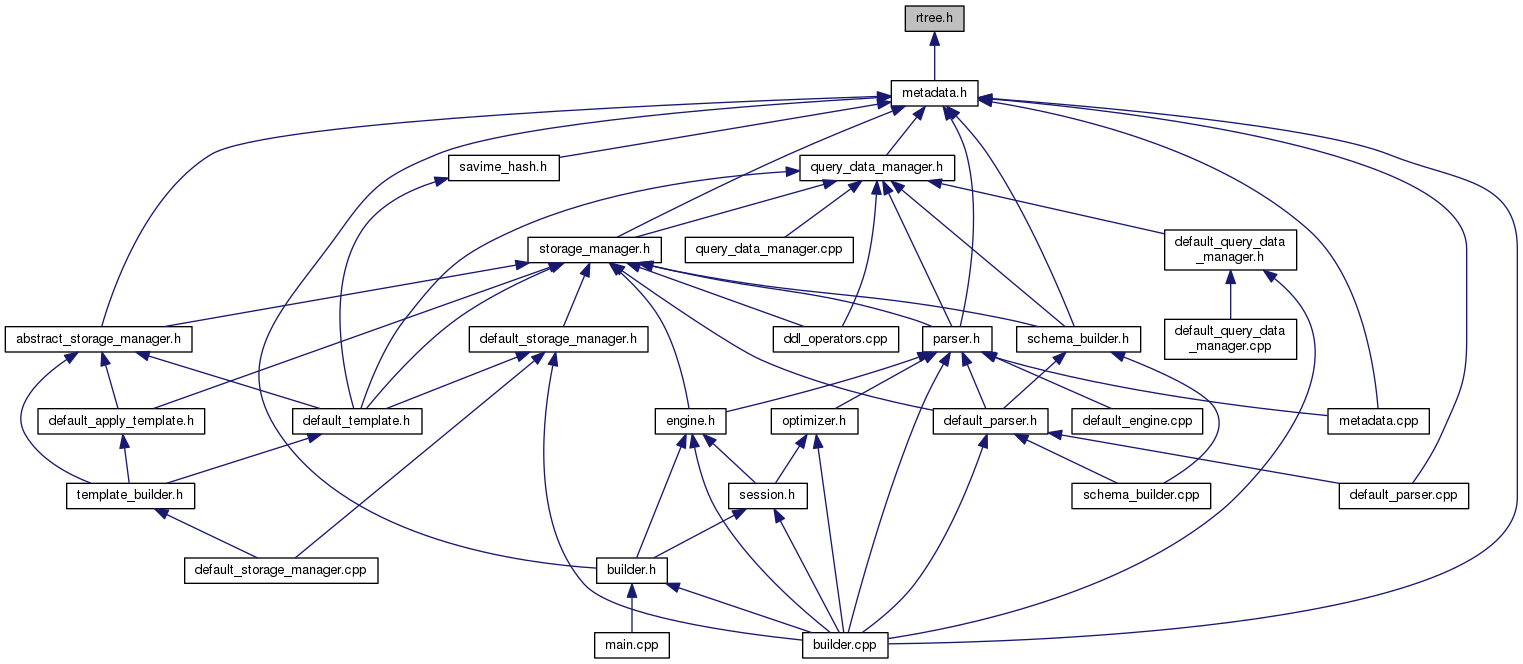 rtree.h
metadata.h
savime_hash.h
query_data_manager.h
storage_manager.h
query_data_manager.cpp
default_query_data
_manager.h
abstract_storage_manager.h
default_storage_manager.h
ddl_operators.cpp
parser.h
schema_builder.h
default_query_data
_manager.cpp
default_apply_template.h
default_template.h
engine.h
optimizer.h
default_parser.h
default_engine.cpp
metadata.cpp
template_builder.h
session.h
schema_builder.cpp
default_parser.cpp
default_storage_manager.cpp
builder.h
main.cpp
builder.cpp